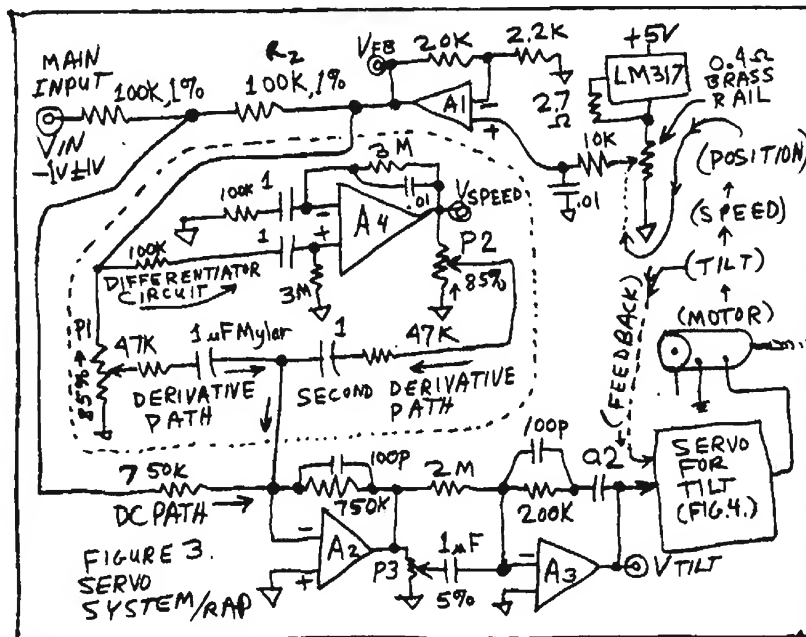 MAIN
INPUT
100K,1%
R2
100K,1%
VIN
-1V±1V
VFB
20K
2.2K
A1
-
+
+5V
LM317
2.7
Ω
0.4Ω
BRASS
RAIL
10K
.01
(POSITION)
(SPEED)
(TILT)
(MOTOR)
(FEEDBACK)
3M
.01
100K
1
-
A4
+
VSPEED
100K
1
DIFFERENTIATOR
CIRCUIT
3M
P2
85%
P1
85%
47K
1μF Mylar
1
47K
DERIVATIVE
PATH
SECOND DERIVATIVE
PATH
100p
750K
DC PATH
750K
-
A2
+
2M
P3
1μF
5%
100p
200K
0.2
-
A3
SERVO
FOR
TILT
(FIG.4.)
VTILT
FIGURE 3.
SERVO
SYSTEM/RAP